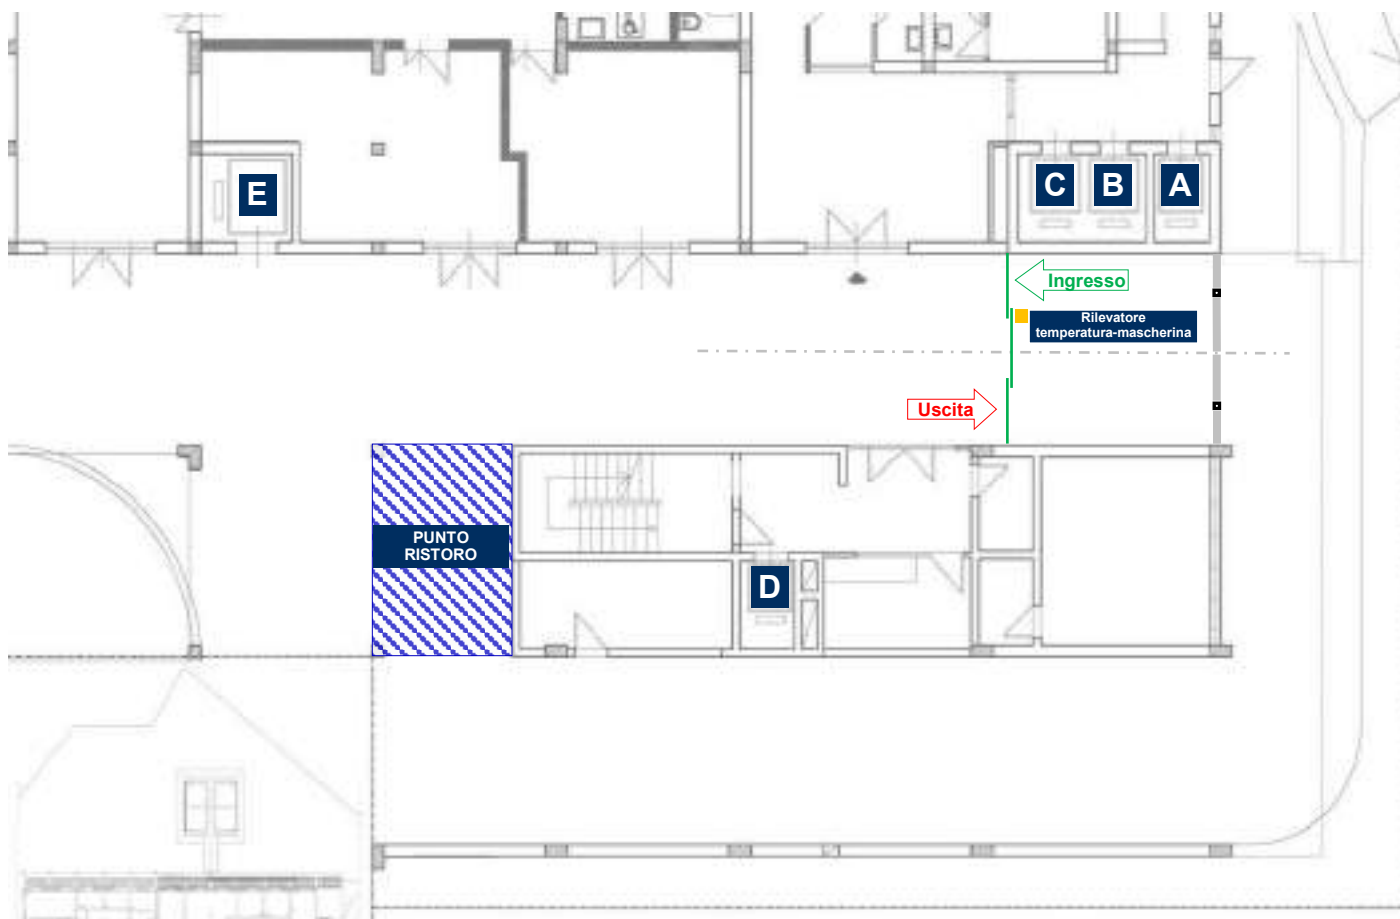 E
C
B
A
Ingresso
Rilevatore
temperatura-mascherina
Uscita
PUNTO
RISTORO
D